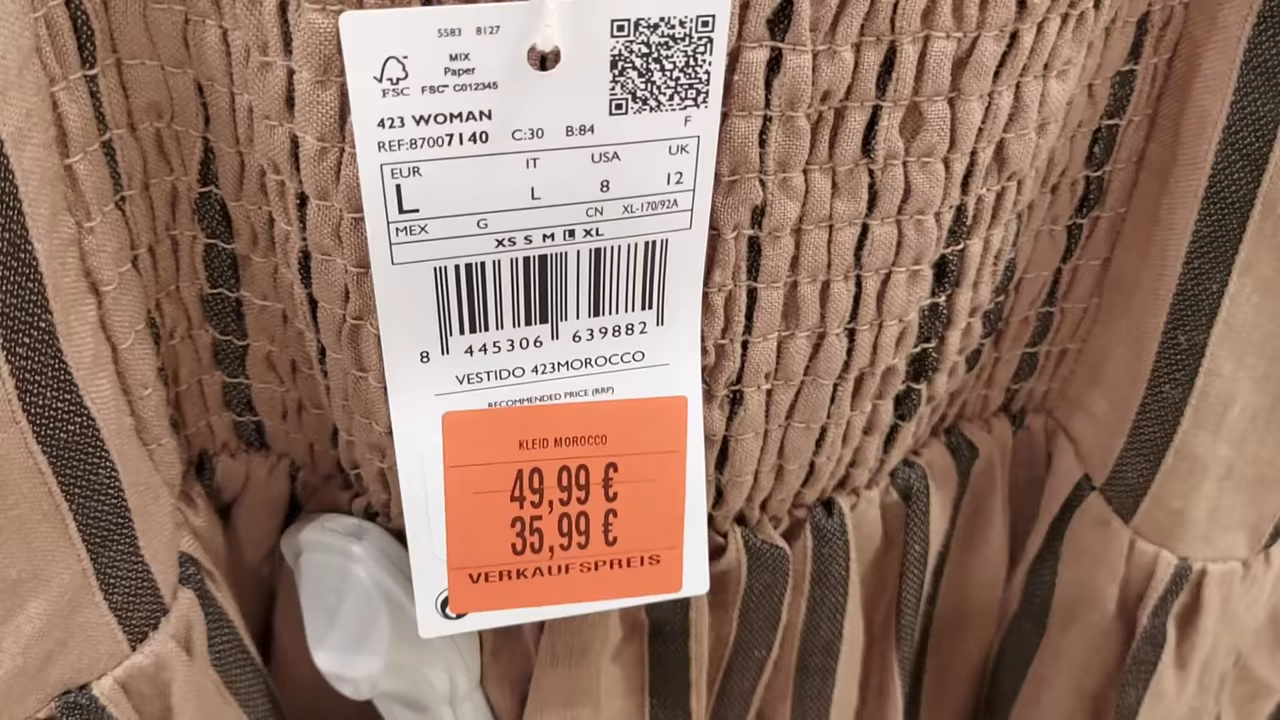 5583 8127
MIX
Paper
FSC FSC™ C012345
423 WOMAN
REF:87007140 C:30 B:84 F
EUR IT USA UK
L L 8 12
MEX G CN XL-170/92A
XS S M L XL
8 445306 639882
VESTIDO 423MOROCCO
RECOMMENDED PRICE (RRP)
KLEID MOROCCO
49,99 €
35,99 €
VERKAUFSPREIS